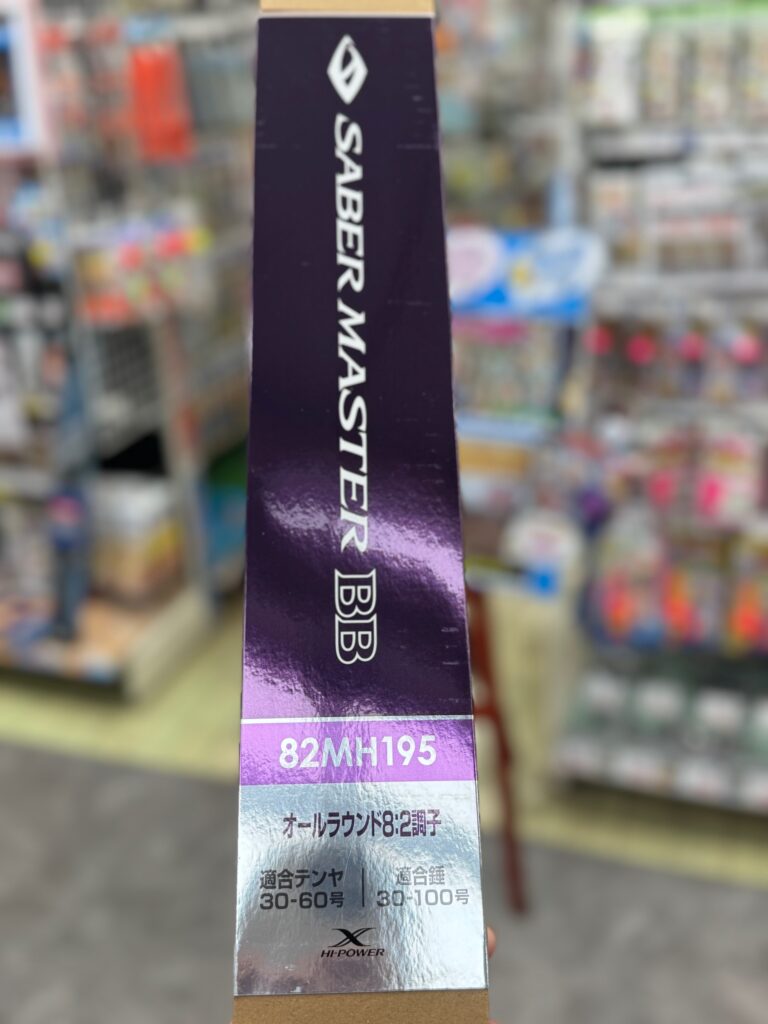 SABER MASTER BB
82MH195
オールラウンド8:2調子
適合テンヤ
30-60号
適合錘
30-100号
X
HI-POWER